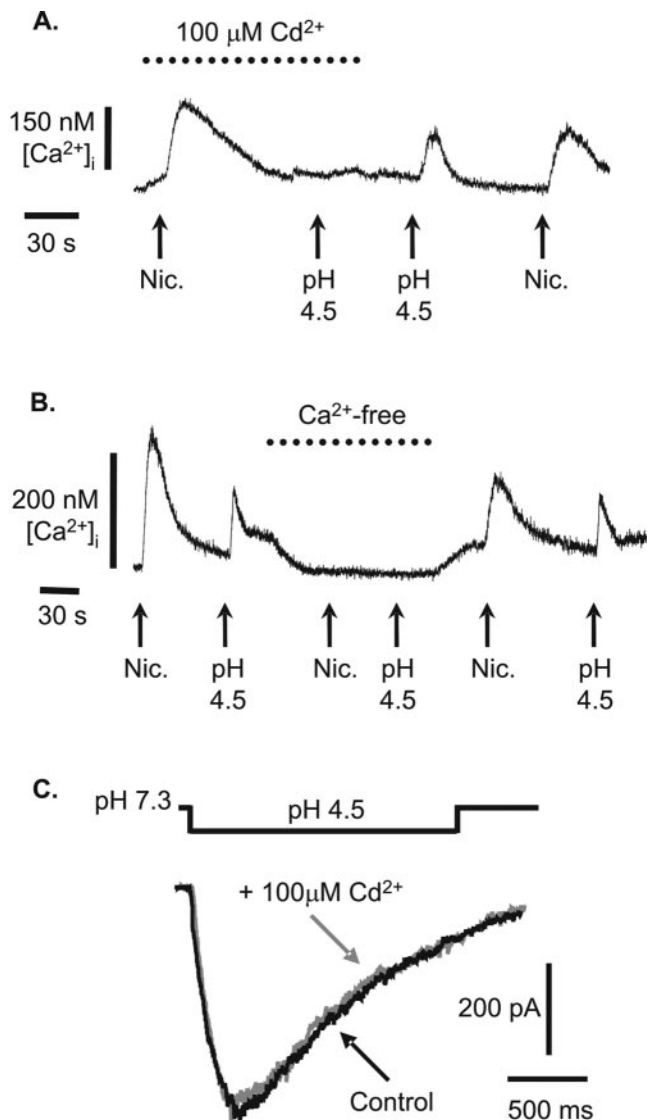 A.
100 μM Cd²⁺
150 nM
[Ca²⁺]ᵢ
30 s
Nic.
pH
4.5
pH
4.5
Nic.
B.
Ca²⁺-free
200 nM
[Ca²⁺]ᵢ
30 s
Nic.
pH
4.5
Nic.
pH
4.5
Nic.
pH
4.5
C.
pH 7.3
pH 4.5
+ 100μM Cd²⁺
200 pA
Control
500 ms